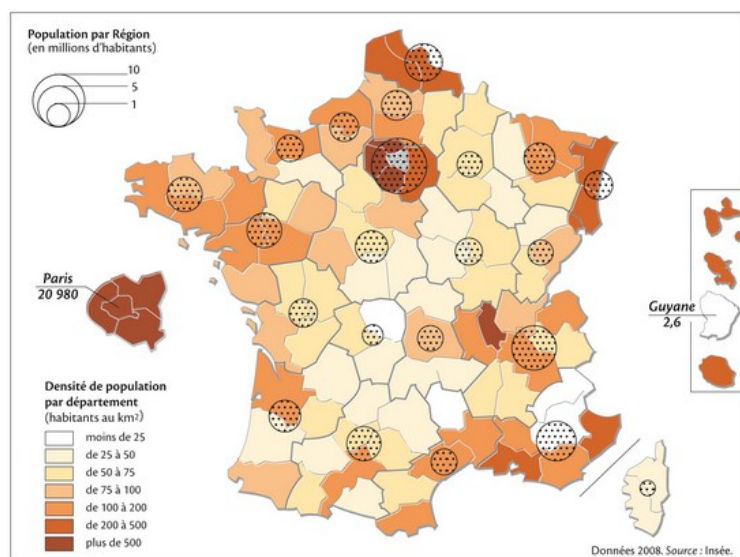 Population par Région
(en millions d'habitants)
10
5
1
Paris
20 980
Guyane
2,6
Densité de population
par département
(habitants au km²)
moins de 25
de 25 à 50
de 50 à 75
de 75 à 100
de 100 à 200
de 200 à 500
plus de 500
Données 2008. Source : Insée.